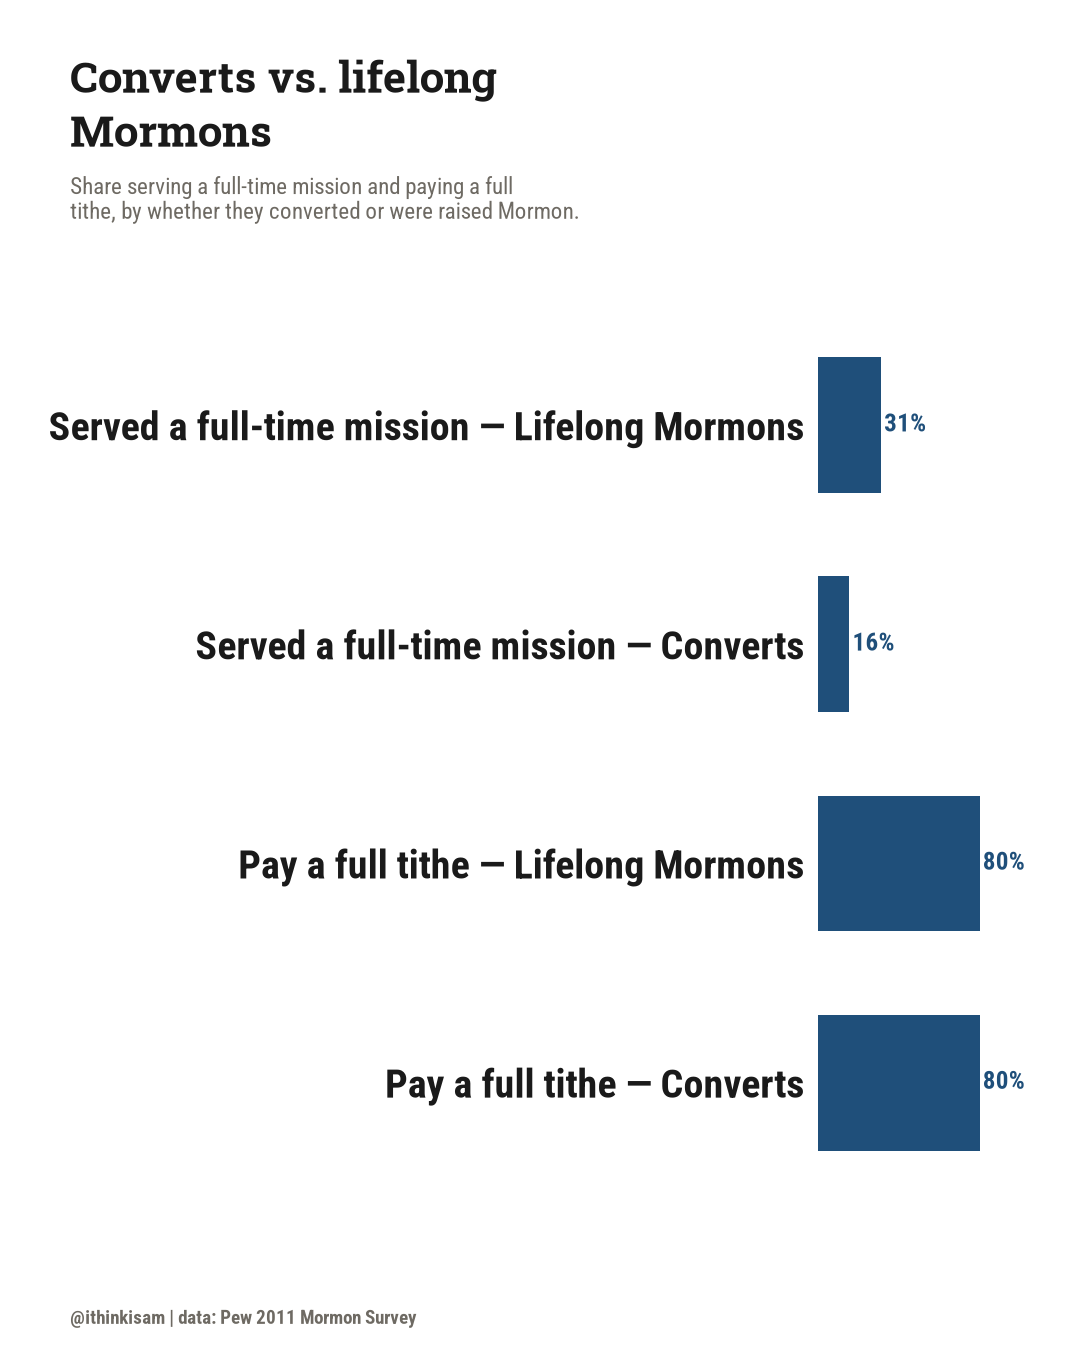 Converts vs. lifelong
Mormons
Share serving a full-time mission and paying a full
tithe, by whether they converted or were raised Mormon.
Served a full-time mission — Lifelong Mormons 31%
Served a full-time mission — Converts 16%
Pay a full tithe — Lifelong Mormons 80%
Pay a full tithe — Converts 80%
@ithinkisam | data: Pew 2011 Mormon Survey